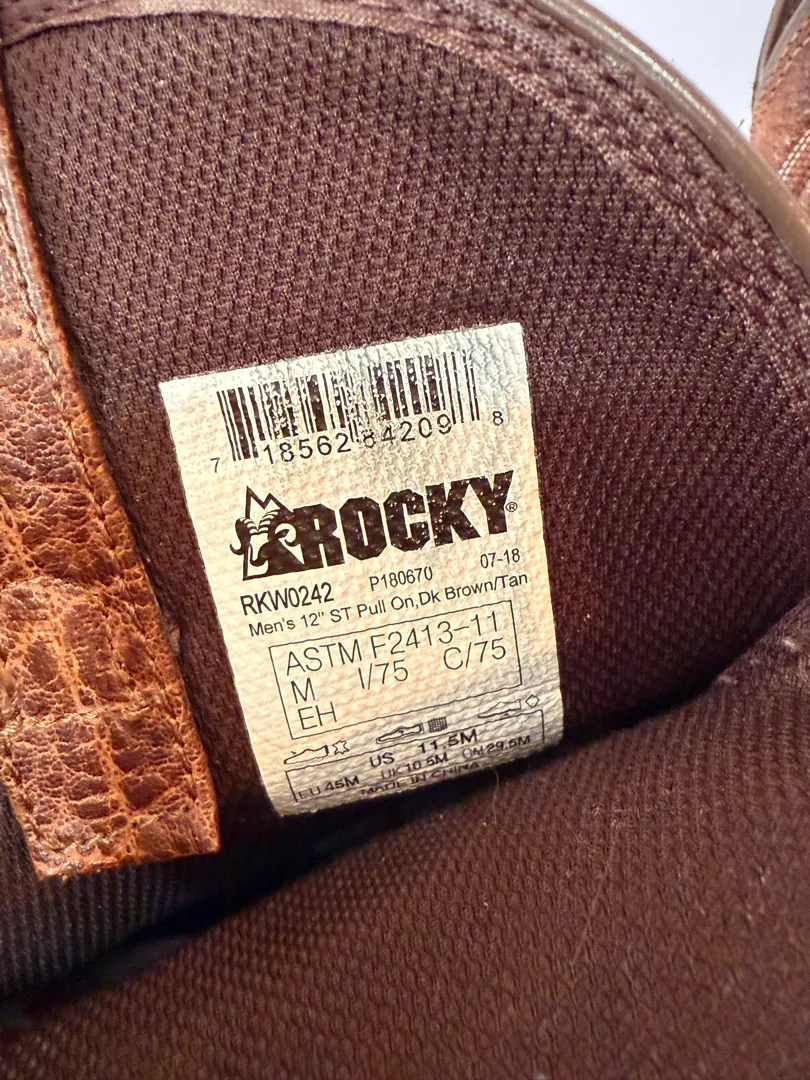 7 18562 84209 8
ROCKY®
RKW0242 P180670 07-18
Men's 12" ST Pull On,Dk Brown/Tan
ASTM F2413-11
M I/75 C/75
EH
US 11.5M
EU 45M UK 10.5M CM 29.5M
MADE IN CHINA